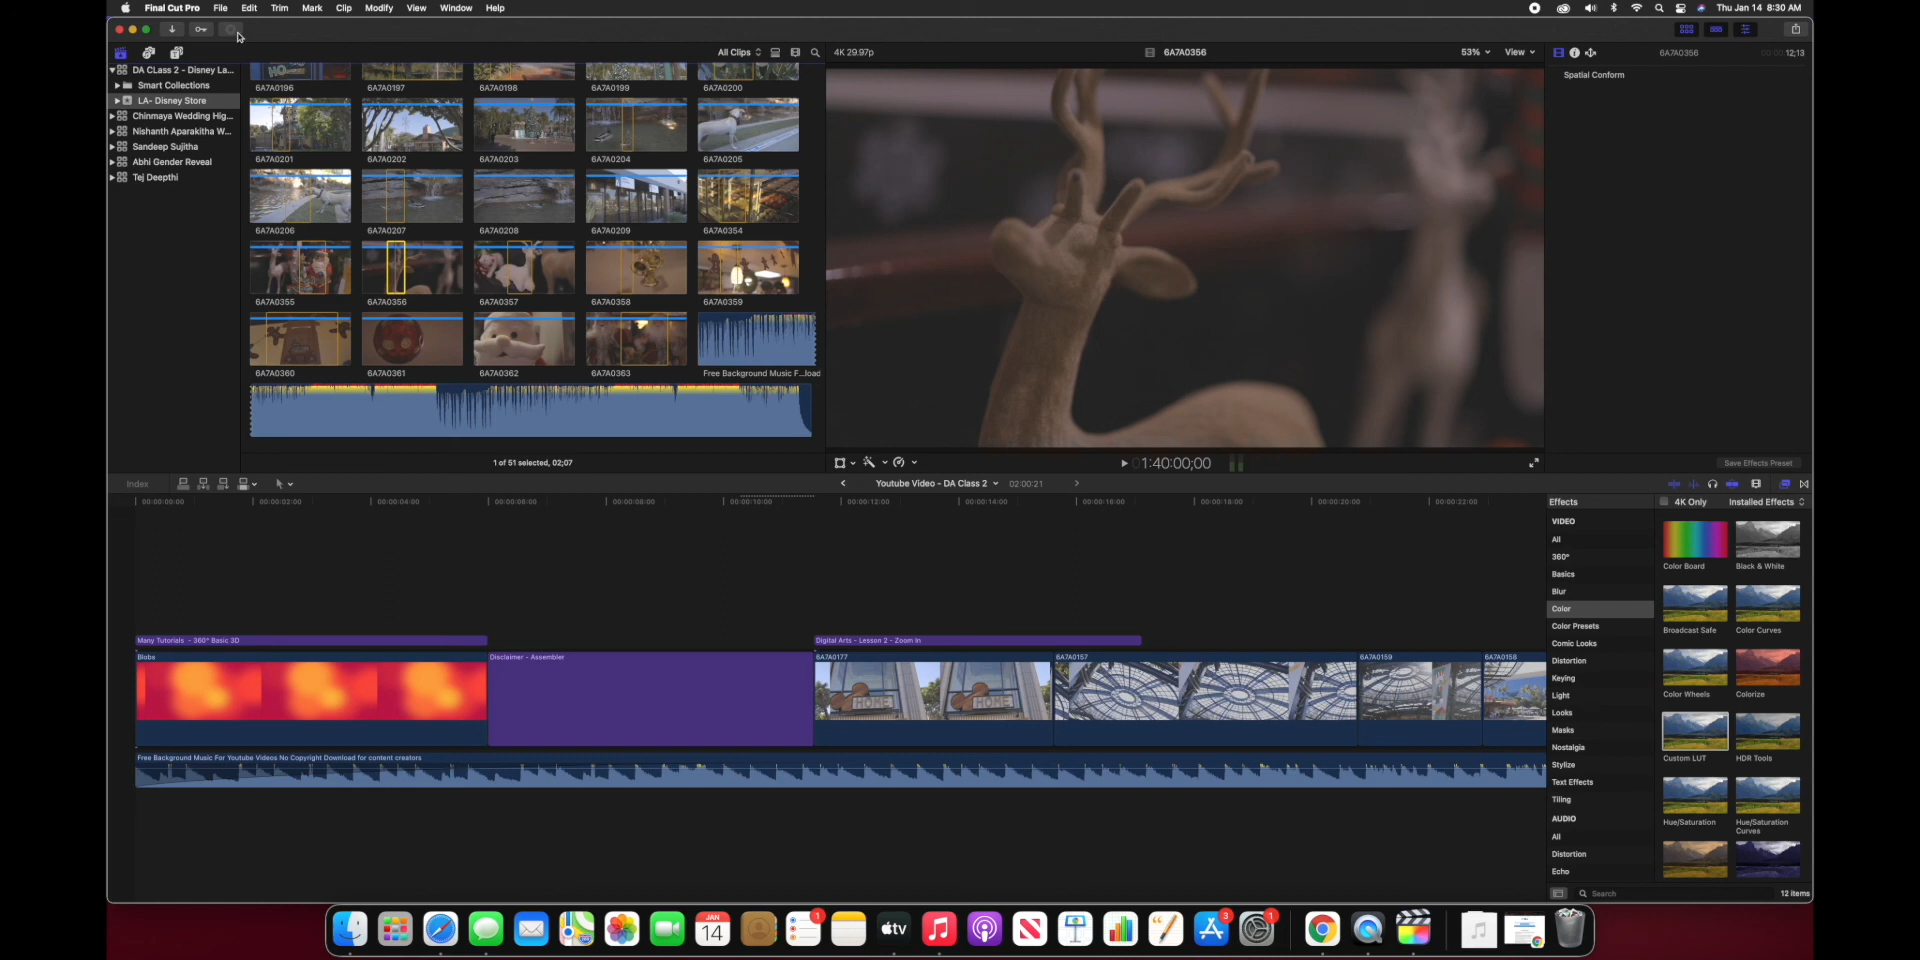 Final Cut Pro File Edit Trim Mark Clip Modify View Window Help Thu Jan 14 8:30 AM
All Clips 4K 29.97p 6A7A0356 53% View 6A7A0356 12;13
DA CLass 2 - Disney La...
Smart Collections
LA- Disney Store
Chinmaya Wedding Hig...
Nishanth Aparakitha W...
Sandeep Sujitha
Abhi Gender Reveal
Tej Deepthi
6A7A0196 6A7A0197 6A7A0198 6A7A0199 6A7A0200
6A7A0201 6A7A0202 6A7A0203 6A7A0204 6A7A0205
6A7A0206 6A7A0207 6A7A0208 6A7A0209 6A7A0354
6A7A0355 6A7A0356 6A7A0357 6A7A0358 6A7A0359
6A7A0360 6A7A0361 6A7A0362 6A7A0363 Free Background Music F...load
1 of 51 selected, 02;07
1:40:00;00
Spatial Conform
Save Effects Preset
Index Youtube Video - DA Class 2 02:00:21
00:00:00:00 00:00:02:00 00:00:04:00 00:00:06:00 00:00:08:00 00:00:10:00 00:00:12:00 00:00:14:00 00:00:16:00 00:00:18:00 00:00:20:00 00:00:22:00
Many Tutorials - 360° Basic 3D Digital Arts - Lesson 2 - Zoom In
Blobs Disclaimer - Assembler 6A7A0177 6A7A0157 6A7A0159 6A7A0158
HOME HOME
Free Background Music For Youtube Videos No Copyright Download for content creators
Effects 4K Only Installed Effects
VIDEO
All
360°
Basics
Blur
Color
Color Presets
Comic Looks
Distortion
Keying
Light
Looks
Masks
Nostalgia
Stylize
Text Effects
Tiling
AUDIO
All
Distortion
Echo
Color Board Black & White
Broadcast Safe Color Curves
Color Wheels Colorize
Custom LUT HDR Tools
Hue/Saturation Hue/Saturation
Curves
Search 12 items
JAN
14
1
tv
3
1